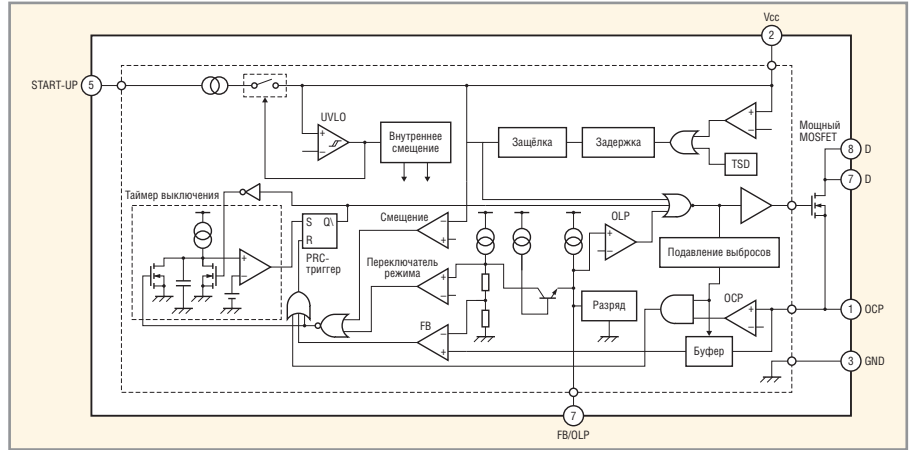 Vcc
2
START-UP 5
UVLO
+
−
Внутреннее
смещение
Защёлка
Задержка
+
−
TSD
Мощный
MOSFET
8 D
7 D
Таймер выключения
S Q\
R
PRC-
триггер
+
−
Смещение
−
+
Переключатель
режима
+
−
FB
−
+
OLP
+
−
Подавление выбросов
Разряд
OCP
+
−
Буфер
1 OCP
3 GND
7
FB/OLP